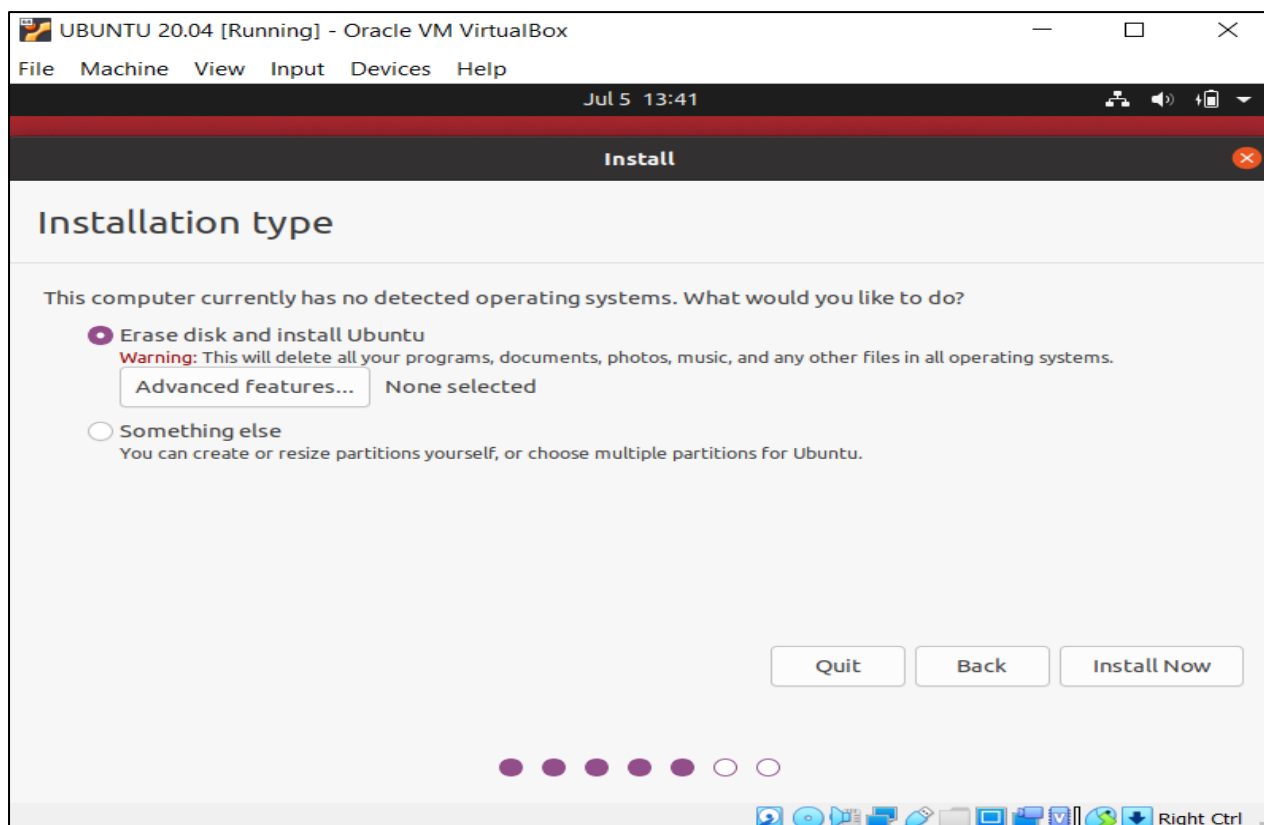 UBUNTU 20.04 [Running] - Oracle VM VirtualBox
File Machine View Input Devices Help
Jul 5 13:41
Install
Installation type
This computer currently has no detected operating systems. What would you like to do?
Erase disk and install Ubuntu
Warning: This will delete all your programs, documents, photos, music, and any other files in all operating systems.
Advanced features... None selected
Something else
You can create or resize partitions yourself, or choose multiple partitions for Ubuntu.
Quit Back Install Now
Right Ctrl